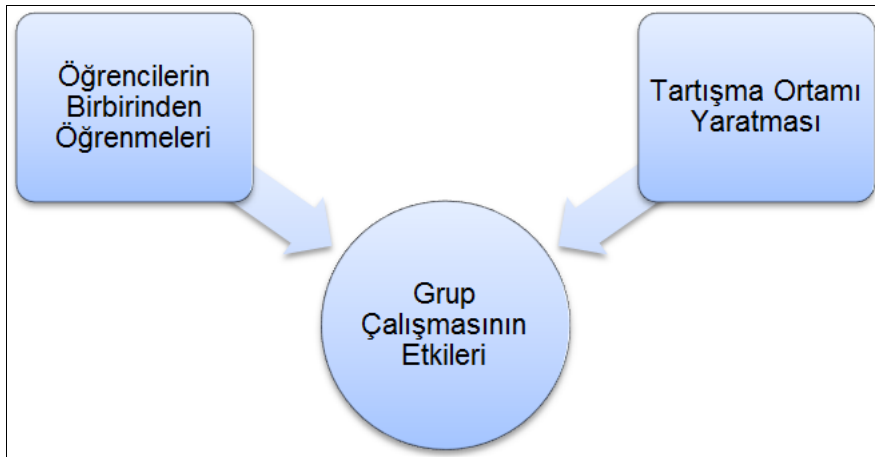 Öğrencilerin
Birbirinden
Öğrenmeleri
Tartışma Ortamı
Yaratması
Grup
Çalışmasının
Etkileri